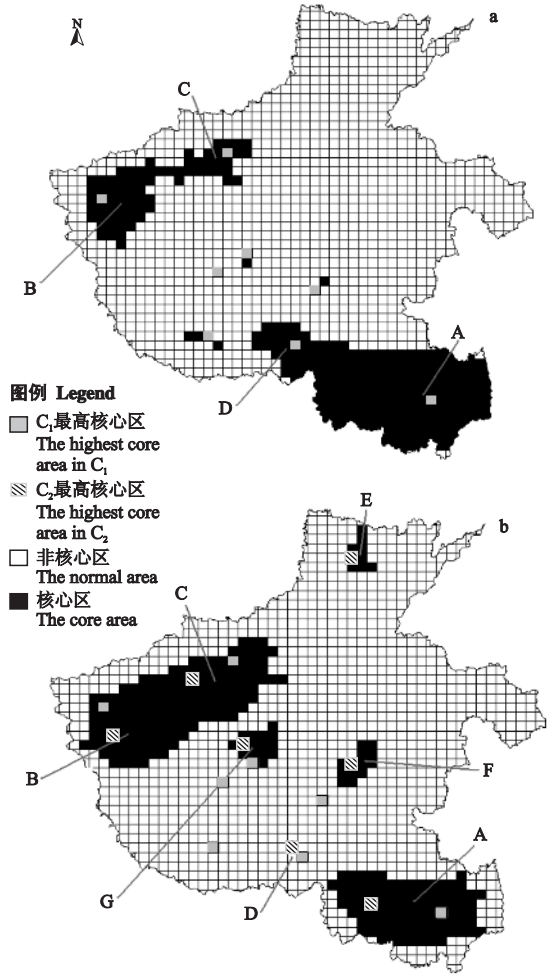 N
a
C
B
D
A
图例 Legend
C₁最高核心区
The highest core
area in C₁
C₂最高核心区
The highest core
area in C₂
非核心区
The normal area
核心区
The core area
E
b
C
B
F
A
G
D